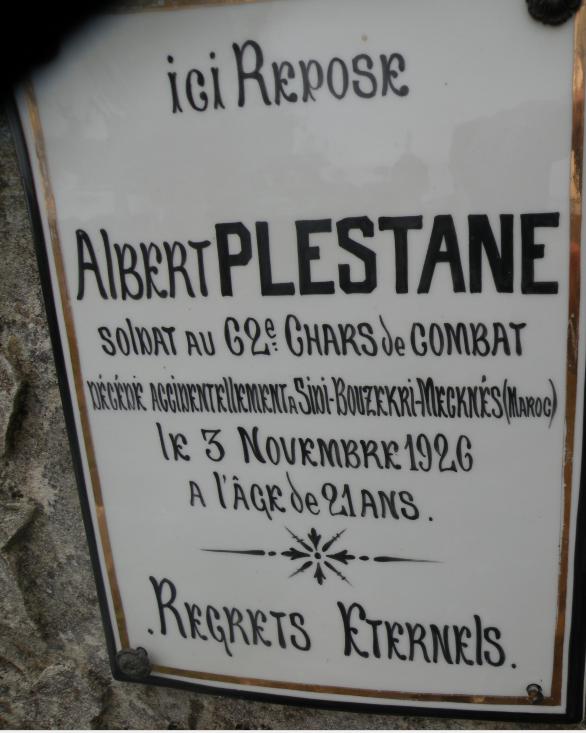 ici Repose
Albert PLESTANE
Soldat au 62e Chars de Combat
Décédé accidentellement a Sidi-Bouzekri-Mecknés (Maroc)
le 3 Novembre 1926
A l'âge de 21 ans.
.Regrets Eternels.